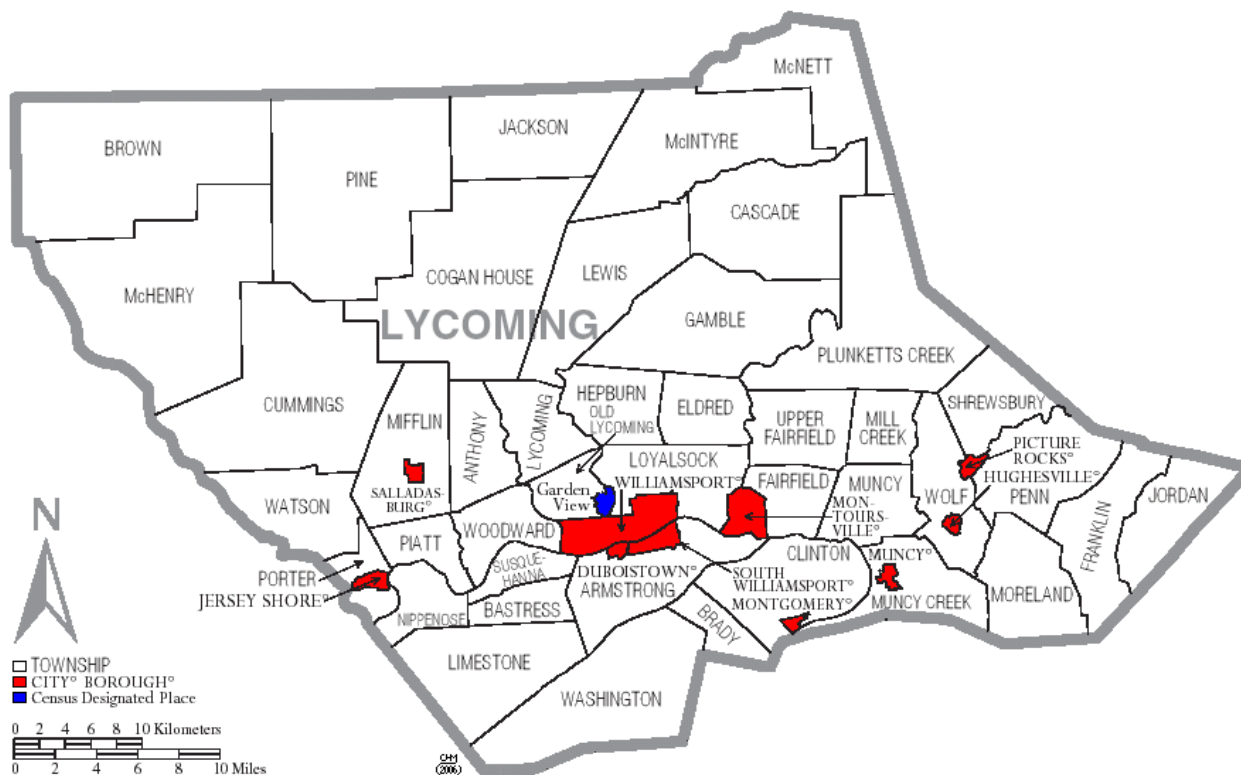 McNETT
JACKSON
BROWN
McINTYRE
PINE
CASCADE
COGAN HOUSE
LEWIS
McHENRY
LYCOMING
GAMBLE
PLUNKETTS CREEK
HEPBURN
ELDRED
CUMMINGS
MIFFLIN
ANTHONY
LYCOMING
OLD
LYCOMING
UPPER
FAIRFIELD
MILL
CREEK
SHREWSBURY
PICTURE
ROCKS°
HUGHESVILLE°
LOYALSOCK
WILLIAMSPORT°
FAIRFIELD
MUNCY
WOLF
PENN
JORDAN
FRANKLIN
SALLADAS-
BURG°
Garden
View
WATSON
WOODWARD
MON-
TOURS-
VILLE°
N
PIATT
SUSQUE-
HANNA
CLINTON
MUNCY°
PORTER
JERSEY SHORE°
DUBOISTOWN°
ARMSTRONG
SOUTH
WILLIAMSPORT°
MONTGOMERY°
NIPPENOSE
BASTRESS
BRADY
MUNCY CREEK
MORELAND
LIMESTONE
WASHINGTON
TOWNSHIP
CITY° BOROUGH°
Census Designated Place
0 2 4 6 8 10 Kilometers
0 2 4 6 8 10 Miles
CHM
(2006)